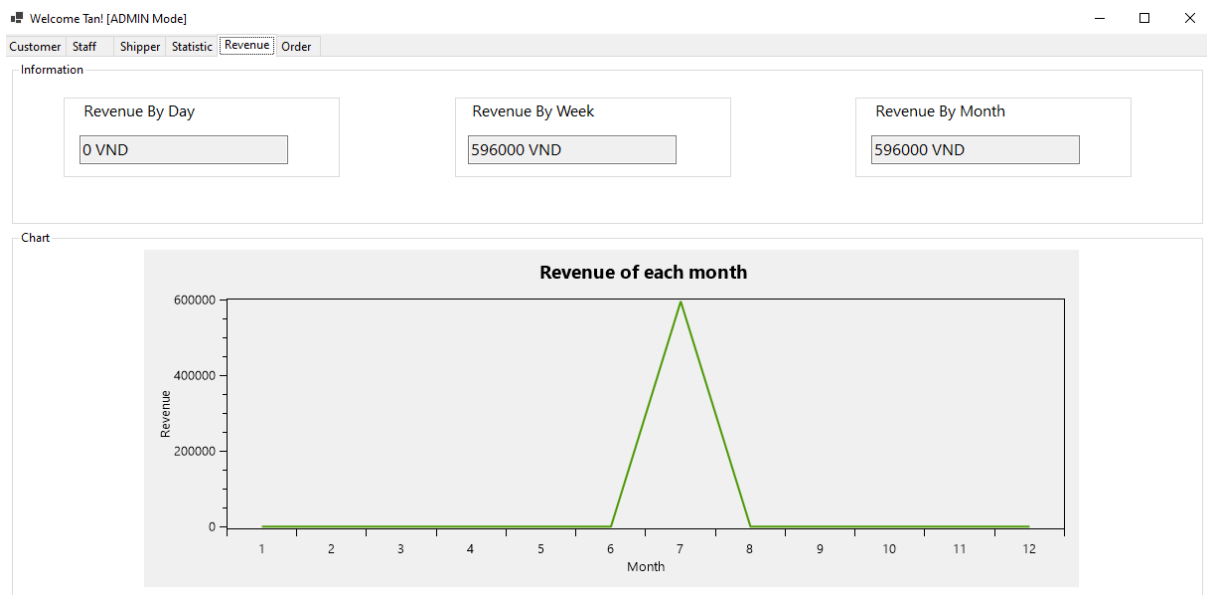 Welcome Tan! [ADMIN Mode]
Customer Staff Shipper Statistic Revenue Order
Information
Revenue By Day
0 VND
Revenue By Week
596000 VND
Revenue By Month
596000 VND
Chart
Revenue of each month
600000
400000
200000
0
Revenue
1 2 3 4 5 6 7 8 9 10 11 12
Month